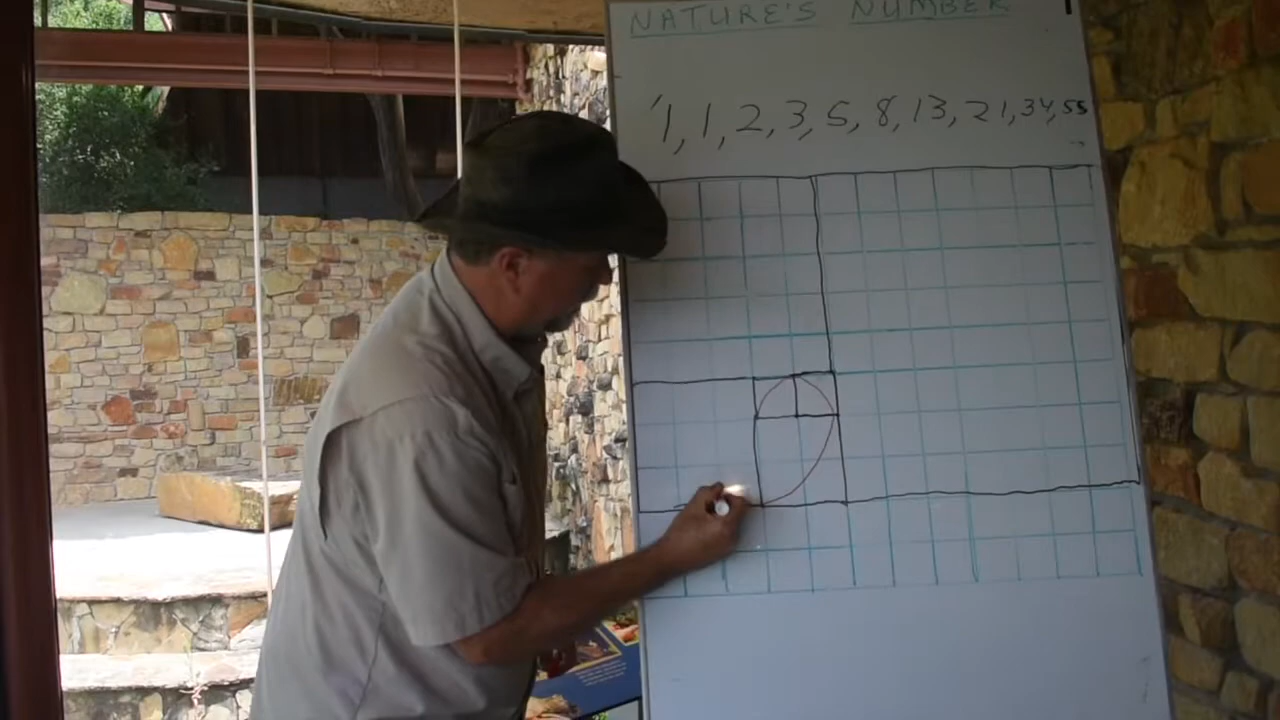 NATURE'S NUMBER
1, 1, 2, 3, 5, 8, 13, 21, 34, 55